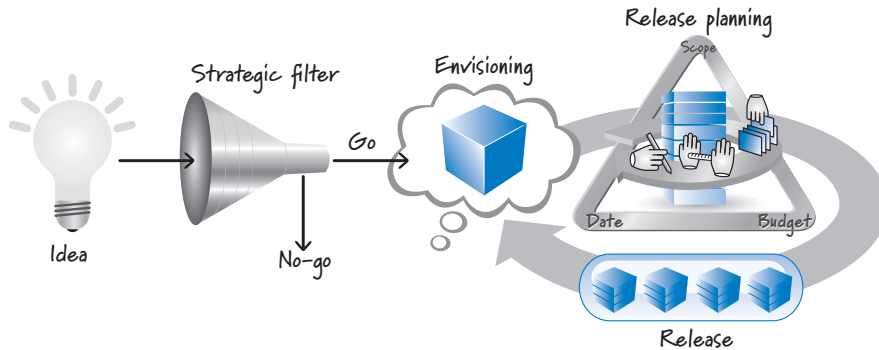 Idea
Strategic filter
Go
No-go
Envisioning
Release planning
Scope
Date
Budget
Release